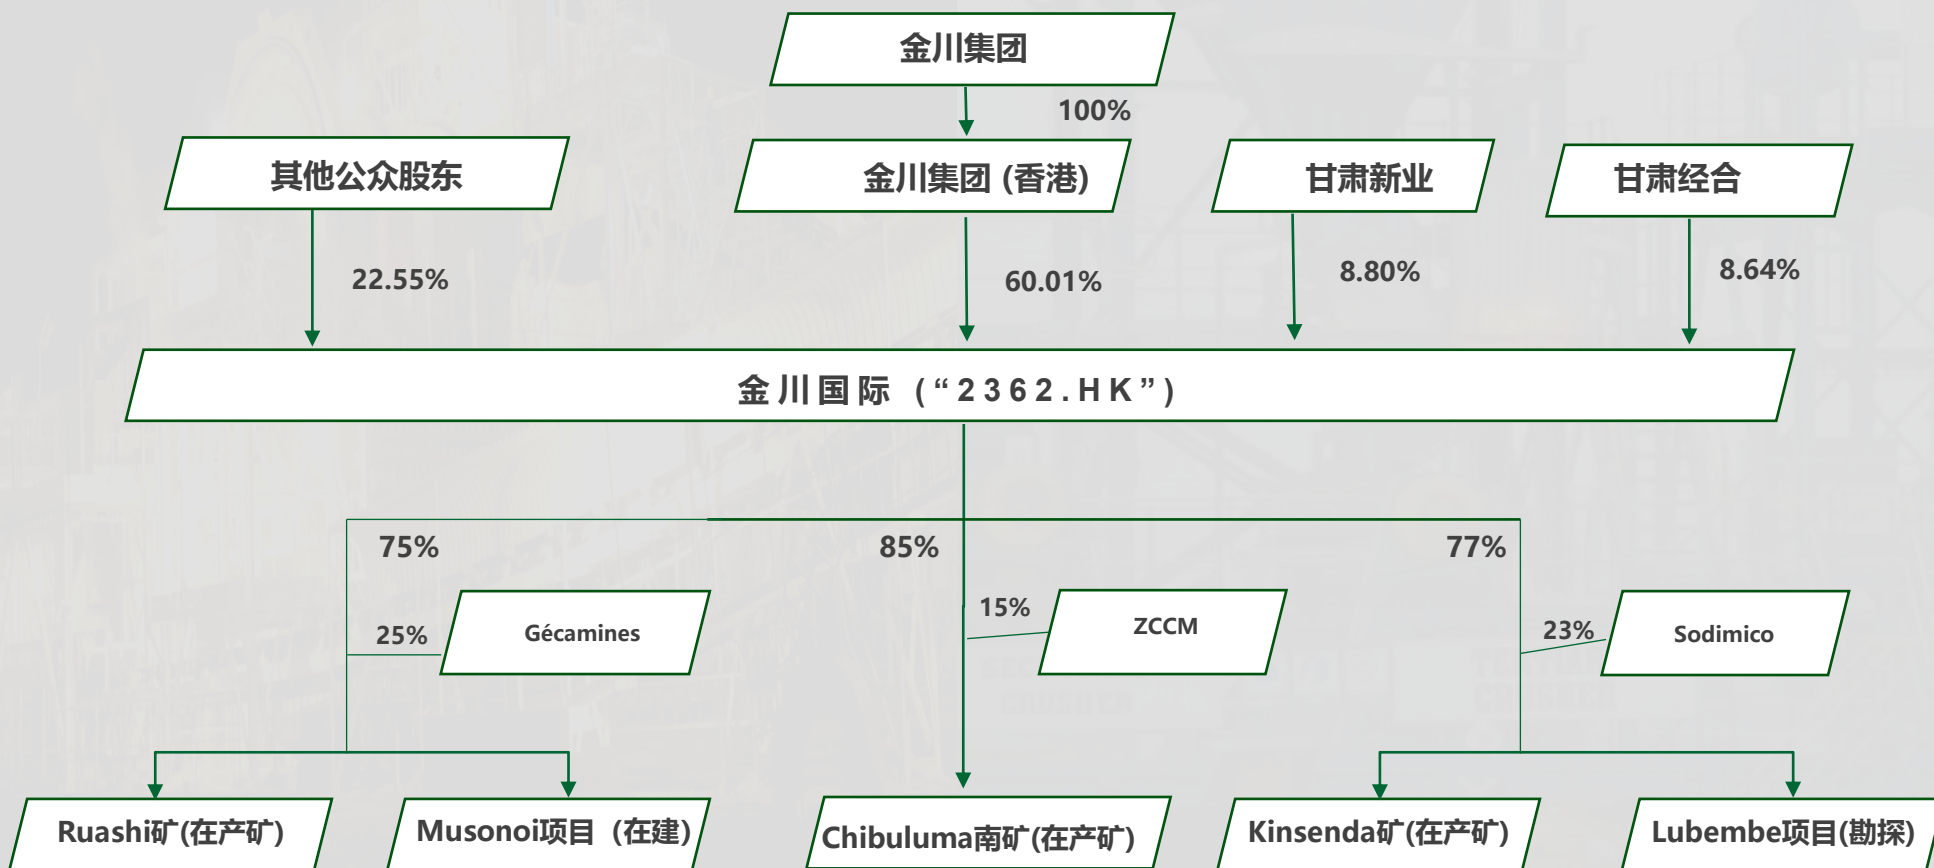 金川集团
100%
其他公众股东
金川集团 (香港)
甘肃新业
甘肃经合
22.55%
60.01%
8.80%
8.64%
金川国际 (“2362.HK”)
75%
85%
77%
25%
Gécamines
15%
ZCCM
23%
Sodimico
Ruashi矿(在产矿)
Musonoi项目（在建)
Chibuluma南矿(在产矿)
Kinsenda矿(在产矿)
Lubembe项目(勘探)